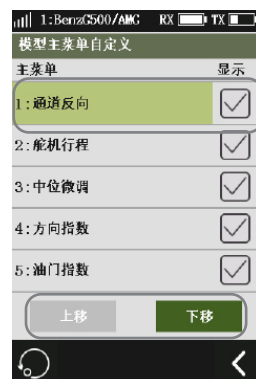 1:BenzG500/AMG RX TX
模型主菜单自定义
主菜单 显示
1:通道反向
2:舵机行程
3:中位微调
4:方向指数
5:油门指数
上移 下移